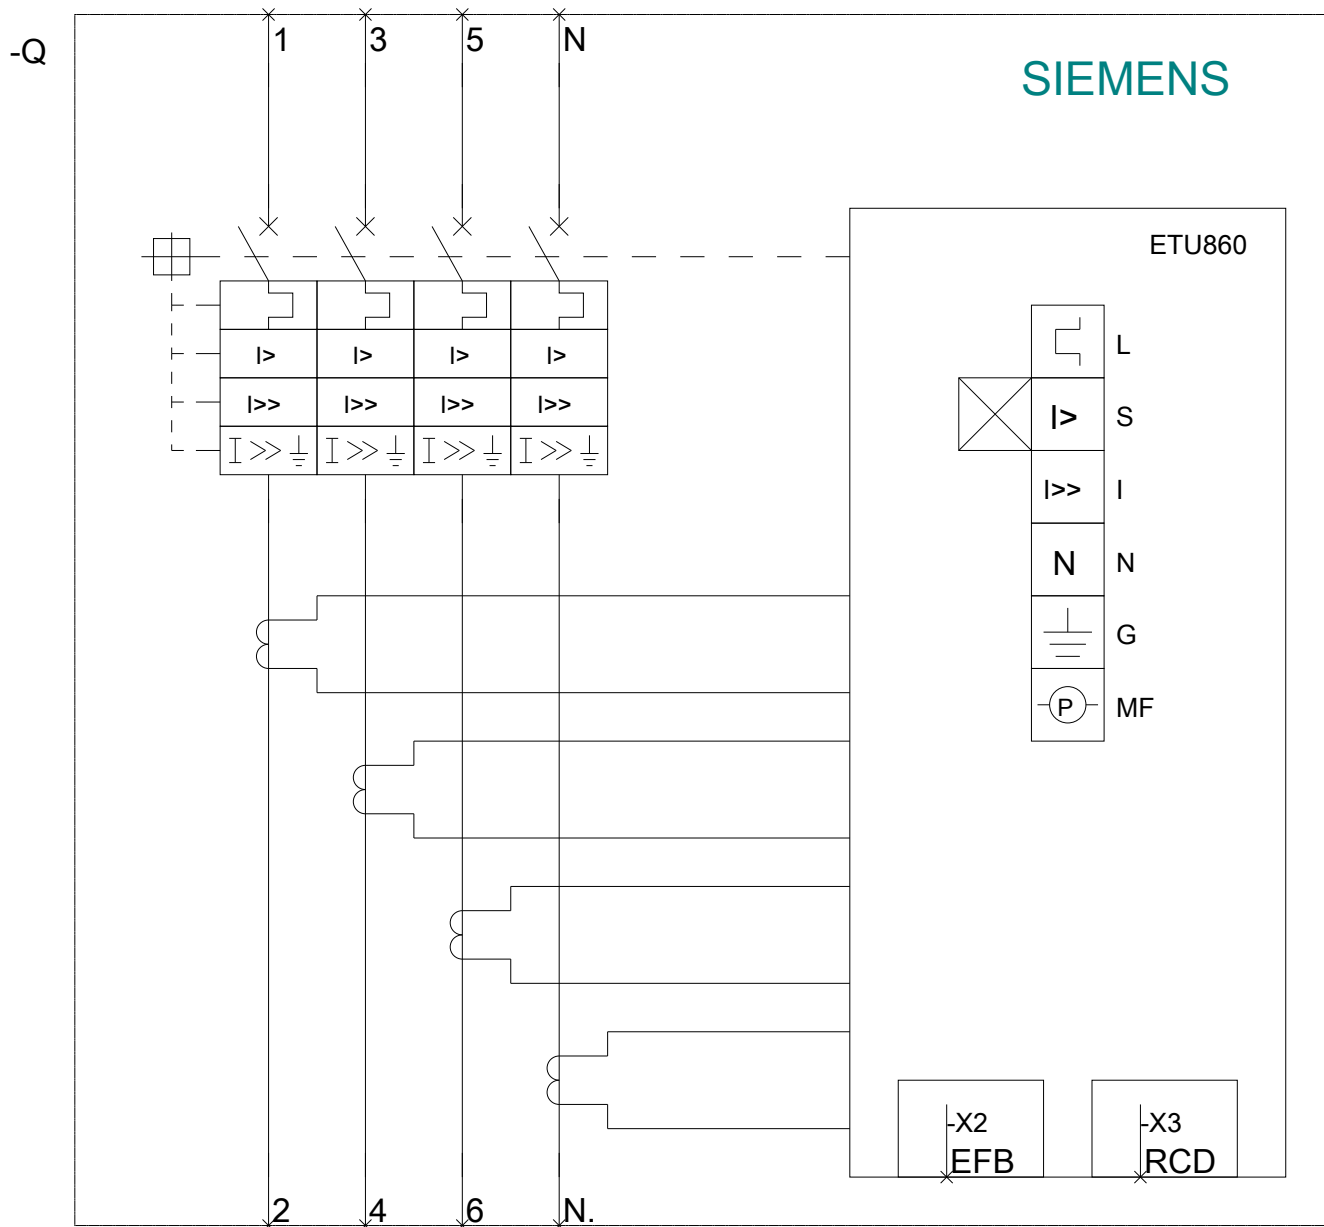 1 3 5 N
-Q
SIEMENS
ETU860
I> I> I> I>
I>> I>> I>> I>>
I>> I>> I>> I>>
L
I> S
I>> I
N N
G
P MF
-X2 -X3
EFB RCD
2 4 6 N.